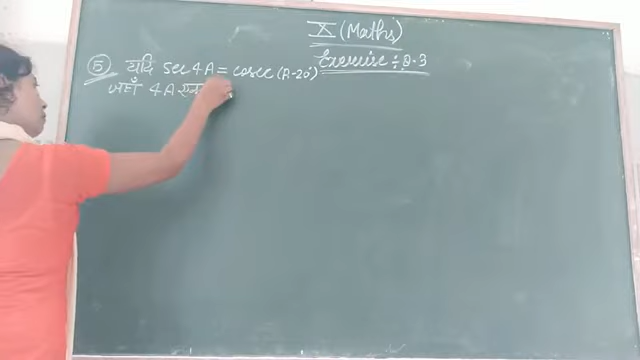 X (Maths)
Exercise ÷ 8.3
(5) यदि sec 4A = cosec (A-20°)
जहाँ 4A एक